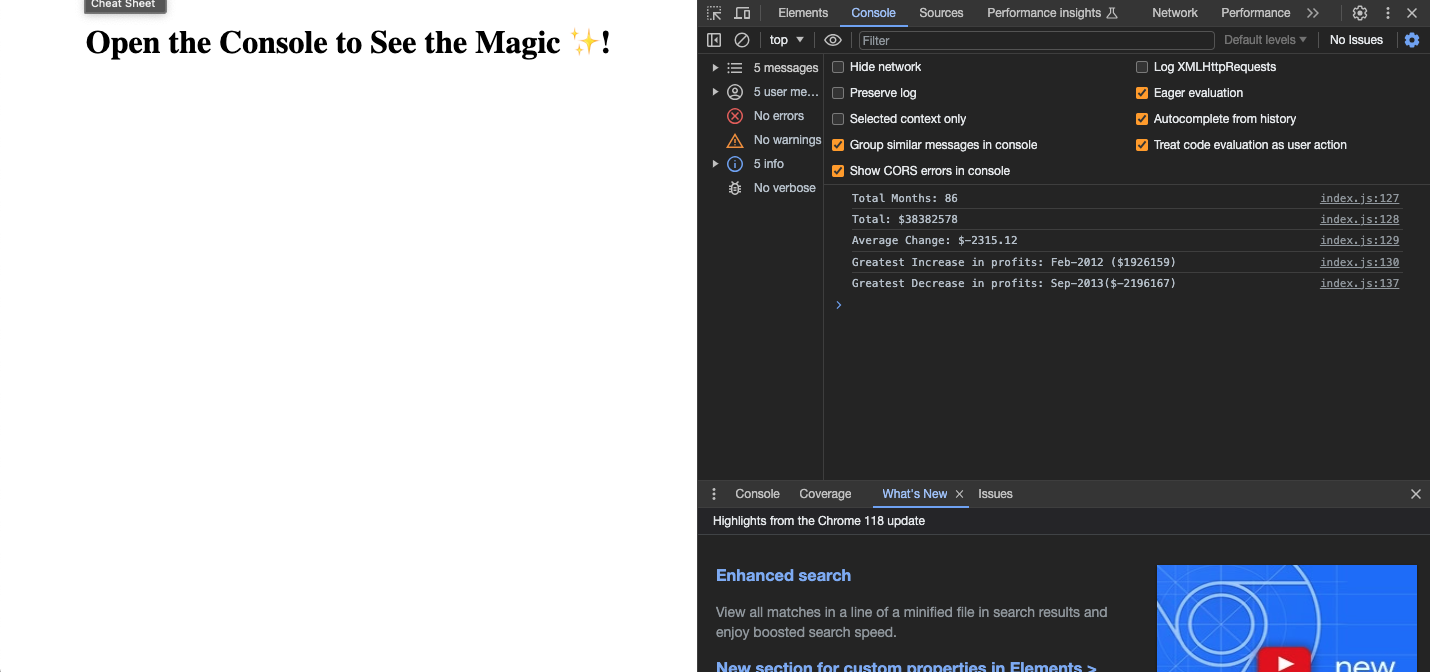 Cheat Sheet
Open the Console to See the Magic ✨!
Elements Console Sources Performance insights Network Performance
top Filter Default levels No Issues
5 messages
5 user me...
No errors
No warnings
5 info
No verbose
Hide network Log XMLHttpRequests
Preserve log Eager evaluation
Selected context only Autocomplete from history
Group similar messages in console Treat code evaluation as user action
Show CORS errors in console
Total Months: 86 index.js:127
Total: $38382578 index.js:128
Average Change: $-2315.12 index.js:129
Greatest Increase in profits: Feb-2012 ($1926159) index.js:130
Greatest Decrease in profits: Sep-2013($-2196167) index.js:137
Console Coverage What's New Issues
Highlights from the Chrome 118 update
Enhanced search
View all matches in a line of a minified file in search results and
enjoy boosted search speed.
New section for custom properties in Elements >
new